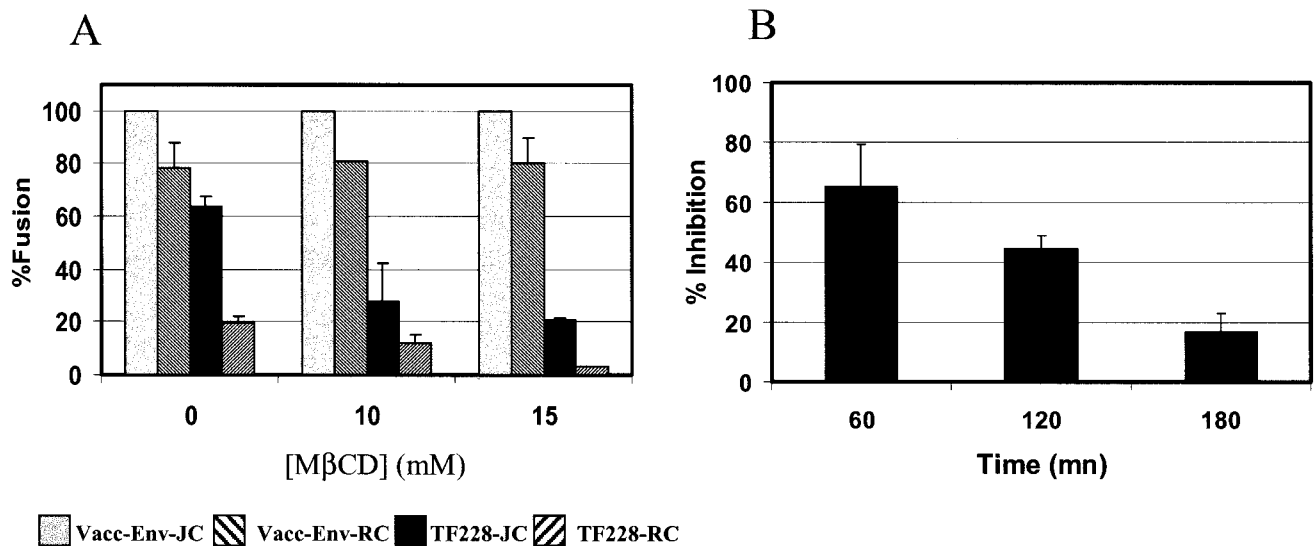 A
%Fusion
100
80
60
40
20
0
0 10 15
[MβCD] (mM)
Vacc-Env-JC Vacc-Env-RC TF228-JC TF228-RC
B
% Inhibition
100
80
60
40
20
0
60 120 180
Time (mn)